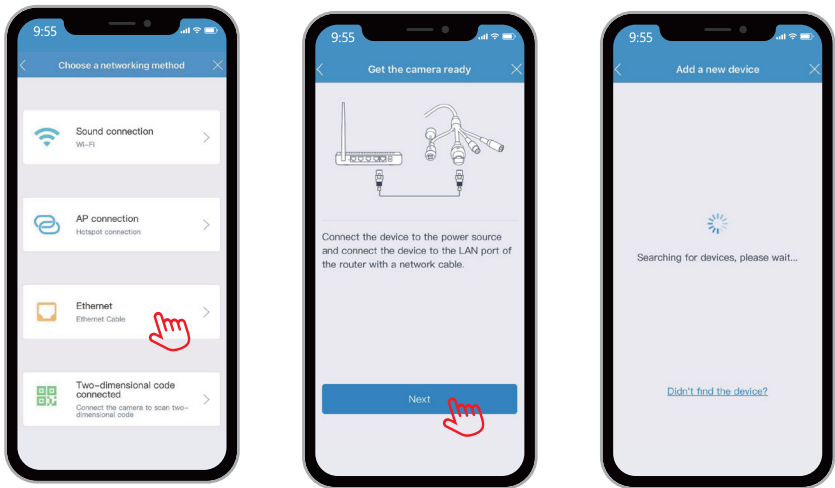 9:55
Choose a networking method
Sound connection
Wi-Fi
AP connection
Hotspot connection
Ethernet
Ethernet Cable
Two-dimensional code
connected
Connect the camera to scan two-
dimensional code
9:55
Get the camera ready
Connect the device to the power source
and connect the device to the LAN port of
the router with a network cable.
Next
9:55
Add a new device
Searching for devices, please wait...
Didn't find the device?